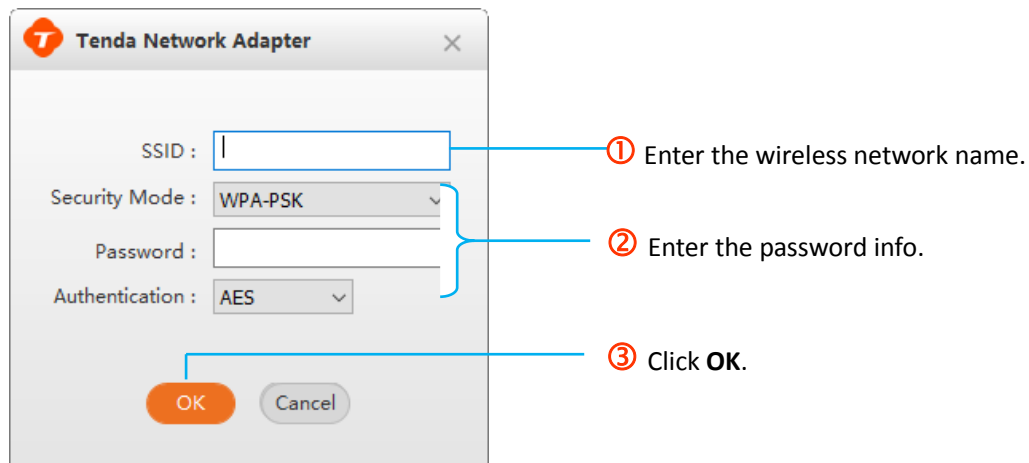 Tenda Network Adapter
SSID :
① Enter the wireless network name.
Security Mode : WPA-PSK
Password :
② Enter the password info.
Authentication : AES
③ Click OK.
OK Cancel